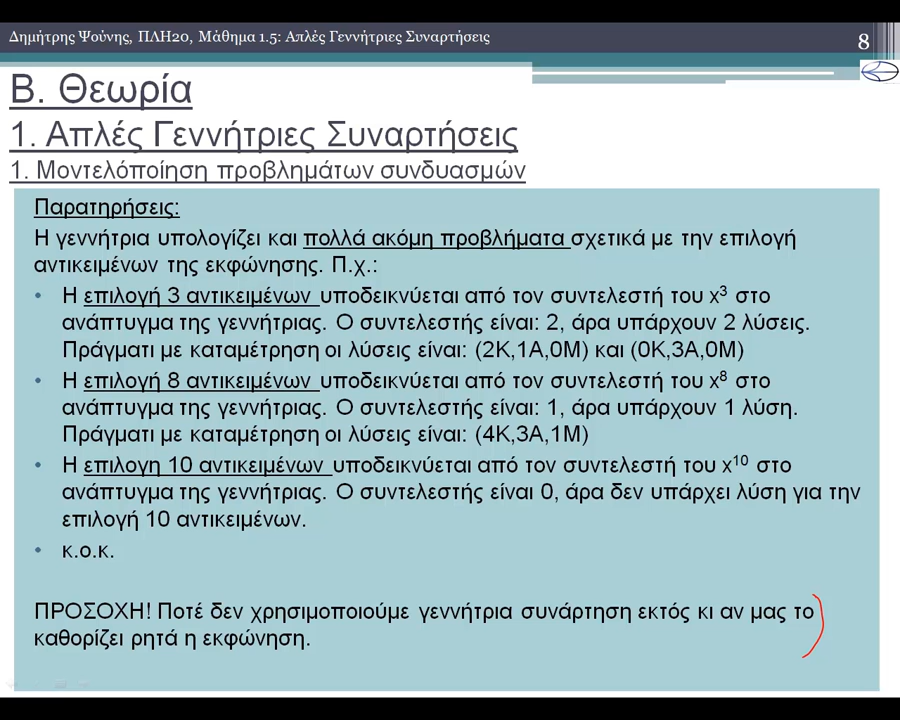 Δημήτρης Ψούνης, ΠΛΗ20, Μάθημα 1.5: Απλές Γεννήτριες Συναρτήσεις
8
Β. Θεωρία
1. Απλές Γεννήτριες Συναρτήσεις
1. Μοντελόποίηση προβλημάτων συνδυασμών
Παρατηρήσεις:
Η γεννήτρια υπολογίζει και πολλά ακόμη προβλήματα σχετικά με την επιλογή
αντικειμένων της εκφώνησης. Π.χ.:
• Η επιλογή 3 αντικειμένων υποδεικνύεται από τον συντελεστή του x³ στο
ανάπτυγμα της γεννήτριας. Ο συντελεστής είναι: 2, άρα υπάρχουν 2 λύσεις.
Πράγματι με καταμέτρηση οι λύσεις είναι: (2Κ,1Α,0Μ) και (0Κ,3Α,0Μ)
• Η επιλογή 8 αντικειμένων υποδεικνύεται από τον συντελεστή του x⁸ στο
ανάπτυγμα της γεννήτριας. Ο συντελεστής είναι: 1, άρα υπάρχουν 1 λύση.
Πράγματι με καταμέτρηση οι λύσεις είναι: (4Κ,3Α,1Μ)
• Η επιλογη 10 αντικειμένων υποδεικνύεται από τον συντελεστή του x¹⁰ στο
ανάπτυγμα της γεννήτριας. Ο συντελεστής είναι 0, άρα δεν υπάρχει λύση για την
επιλογή 10 αντικειμένων.
• κ.ο.κ.
ΠΡΟΣΟΧΗ! Ποτέ δεν χρησιμοποιούμε γεννήτρια συνάρτηση εκτός κι αν μας το
καθορίζει ρητά η εκφώνηση.